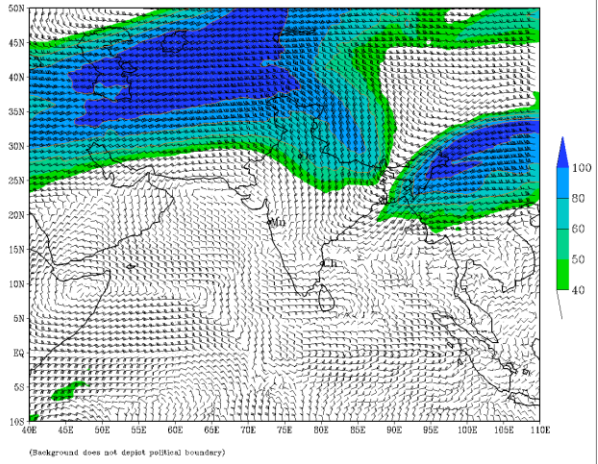 50N
45N
40N
35N
30N
25N
20N
15N
10N
5N
EQ
5S
10S
40E 45E 50E 55E 60E 65E 70E 75E 80E 85E 90E 95E 100E 105E 110E
Mn
Ch
100
80
60
50
40
(Background does not depict political boundary)